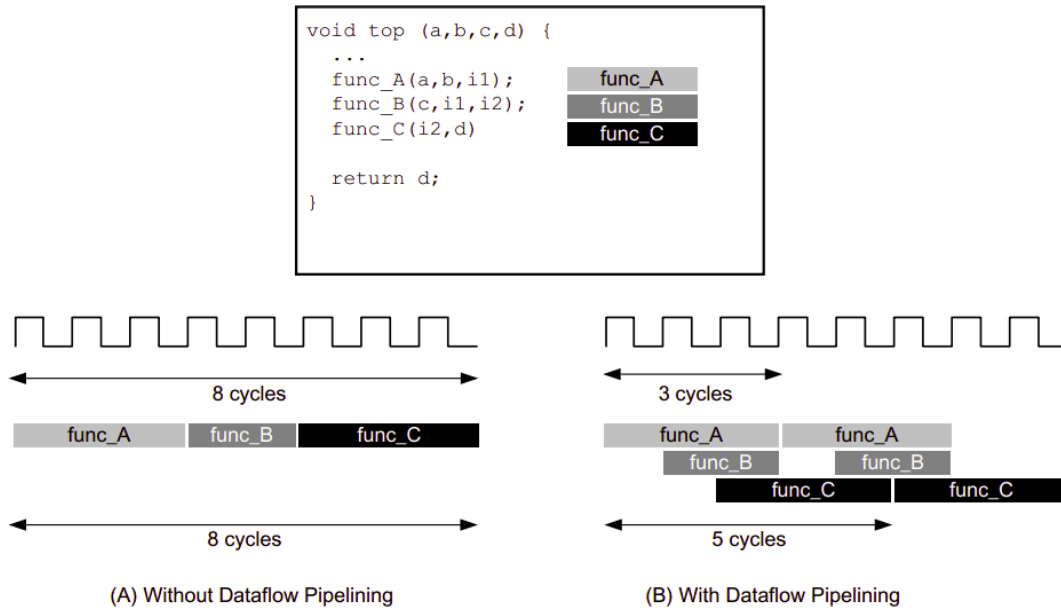 void top (a,b,c,d) {
...
func_A(a,b,i1);
func_B(c,i1,i2);
func_C(i2,d)
return d;
}
func_A
func_B
func_C
8 cycles
func_A func_B func_C
8 cycles
(A) Without Dataflow Pipelining
3 cycles
func_A func_A
func_B func_B
func_C func_C
5 cycles
(B) With Dataflow Pipelining